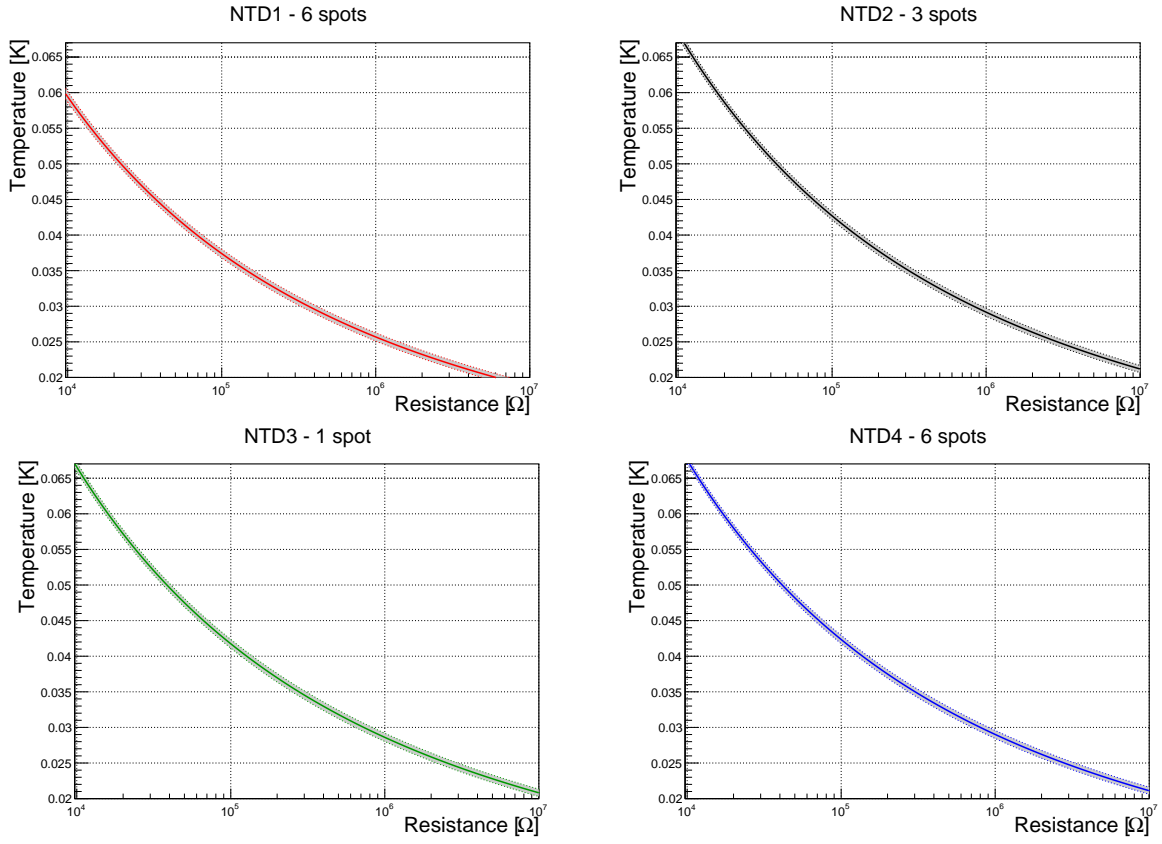 NTD1 - 6 spots
Temperature [K]
0.065
0.06
0.055
0.05
0.045
0.04
0.035
0.03
0.025
0.02
10⁴ 10⁵ 10⁶ 10⁷
Resistance [Ω]
NTD2 - 3 spots
Temperature [K]
0.065
0.06
0.055
0.05
0.045
0.04
0.035
0.03
0.025
0.02
10⁴ 10⁵ 10⁶ 10⁷
Resistance [Ω]
NTD3 - 1 spot
Temperature [K]
0.065
0.06
0.055
0.05
0.045
0.04
0.035
0.03
0.025
0.02
10⁴ 10⁵ 10⁶ 10⁷
Resistance [Ω]
NTD4 - 6 spots
Temperature [K]
0.065
0.06
0.055
0.05
0.045
0.04
0.035
0.03
0.025
0.02
10⁴ 10⁵ 10⁶ 10⁷
Resistance [Ω]